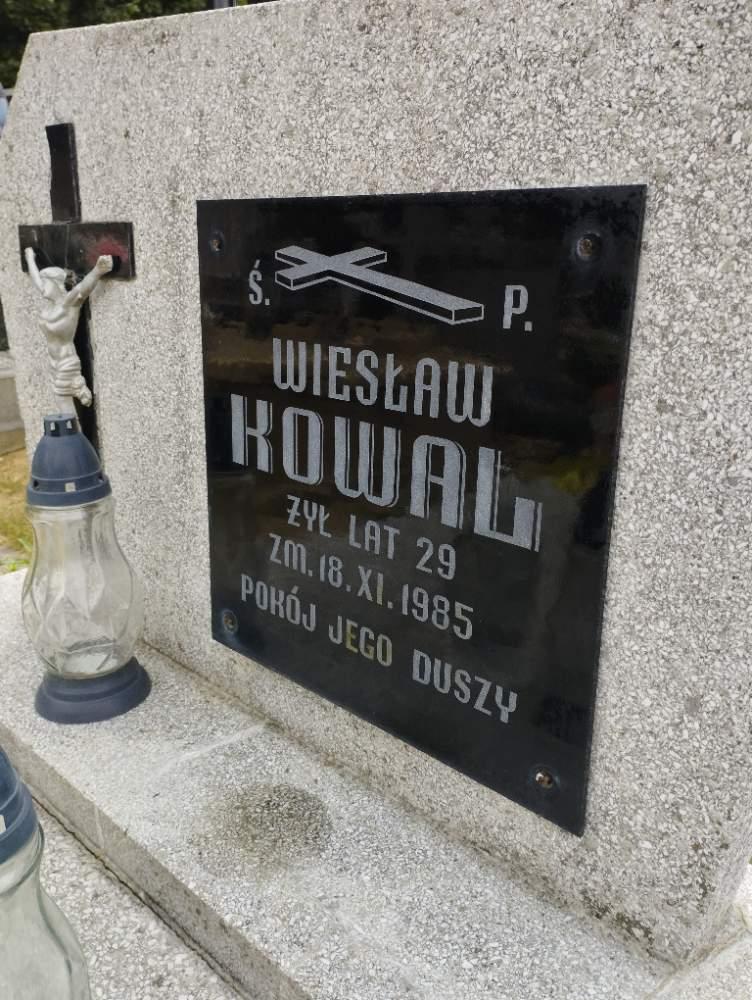 Ś. P.
WIESŁAW
KOWAL
ŻYŁ LAT 29
ZM. 18. XI. 1985
POKÓJ JEGO DUSZY